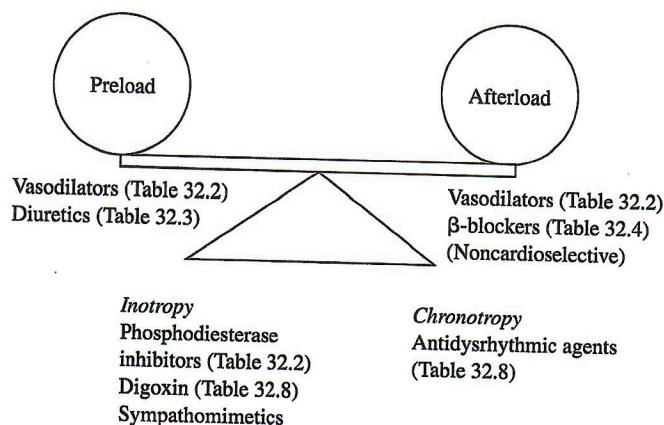 Preload
Afterload
Vasodilators (Table 32.2)
Diuretics (Table 32.3)
Vasodilators (Table 32.2)
β-blockers (Table 32.4)
(Noncardioselective)
Inotropy
Phosphodiesterase
inhibitors (Table 32.2)
Digoxin (Table 32.8)
Sympathomimetics
Chronotropy
Antidysrhythmic agents
(Table 32.8)